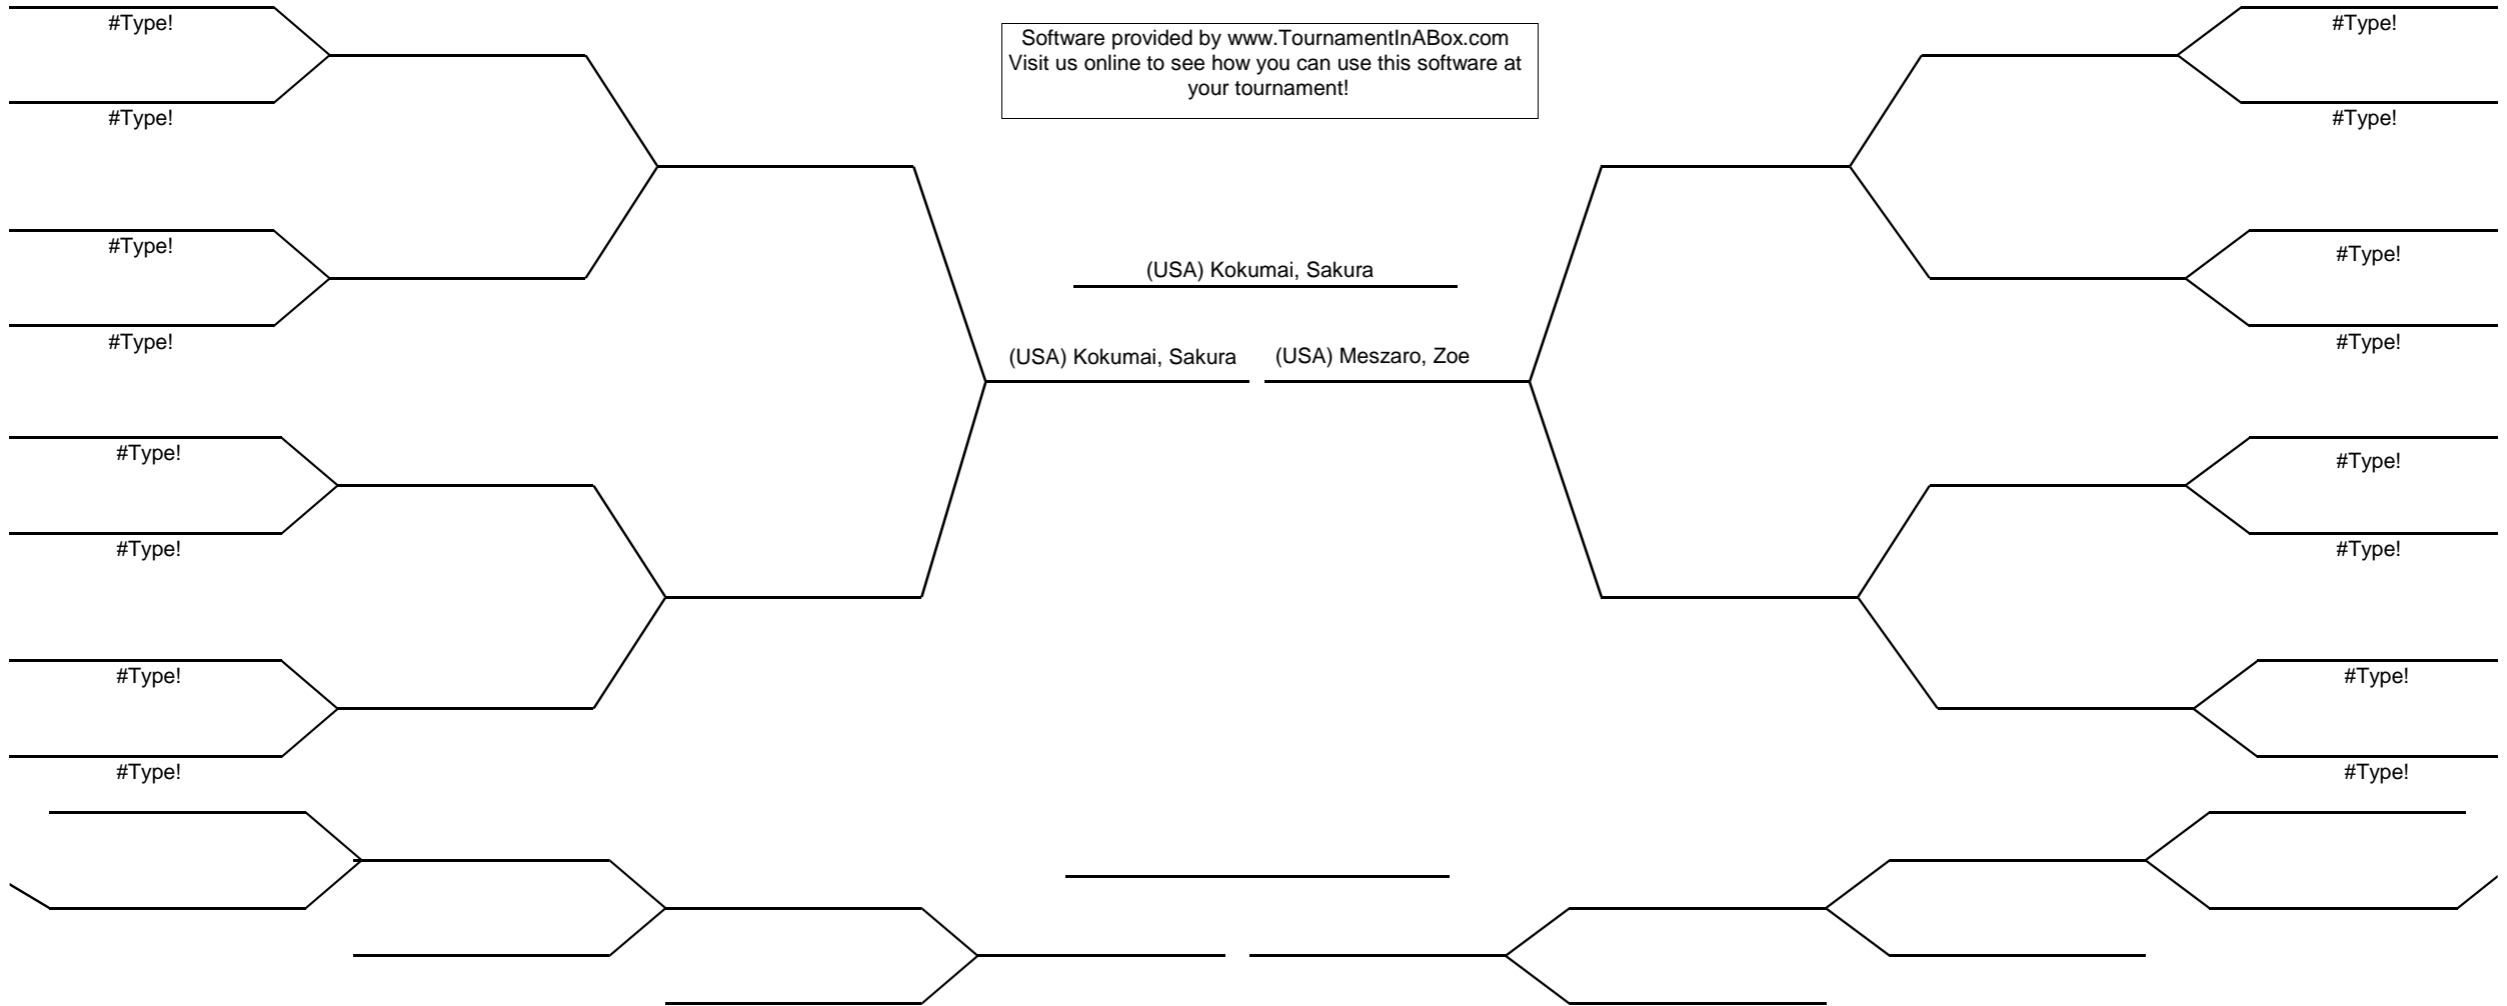 #Type!
#Type!
Software provided by www.TournamentInABox.com
Visit us online to see how you can use this software at
your tournament!
#Type!
#Type!
#Type!
#Type!
(USA) Kokumai, Sakura
#Type!
#Type!
(USA) Kokumai, Sakura
(USA) Meszaro, Zoe
#Type!
#Type!
#Type!
#Type!
#Type!
#Type!
#Type!
#Type!